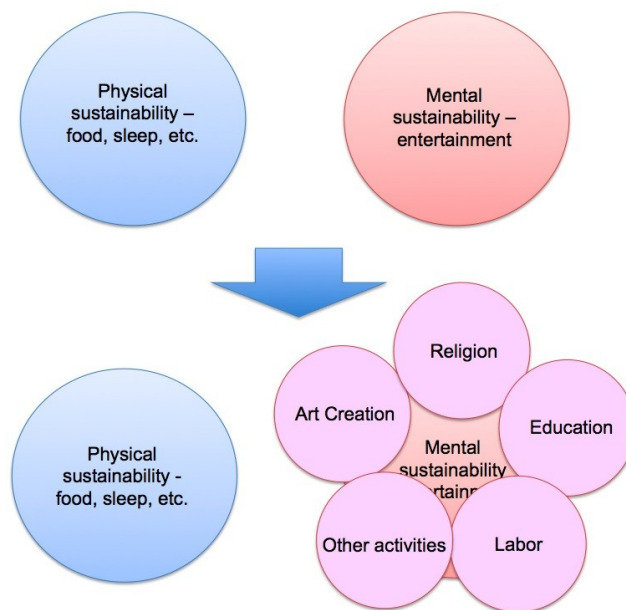 Physical
sustainability –
food, sleep, etc.
Mental
sustainability –
entertainment
Religion
Art Creation
Education
Physical
sustainability -
food, sleep, etc.
Mental
sustainability
Other activities
Labor